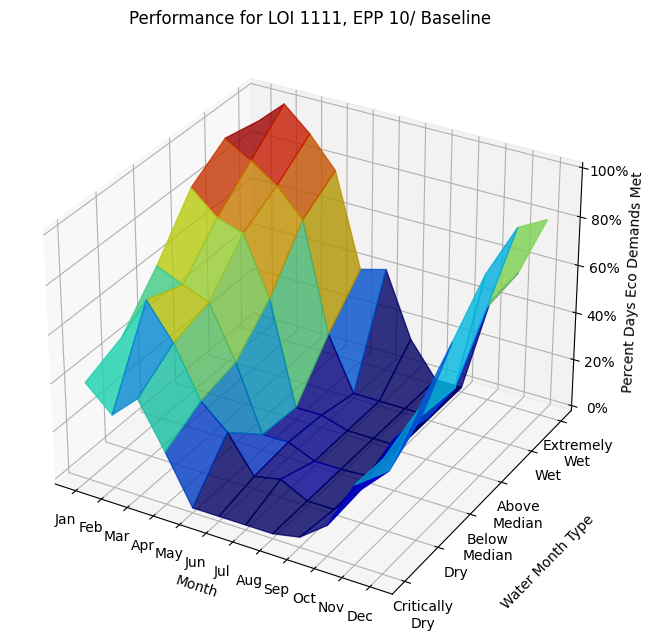 Performance for LOI 1111, EPP 10/ Baseline
100%
80%
60%
40%
20%
0%
Percent Days Eco Demands Met
Extremely
Wet
Wet
Above
Median
Below
Median
Dry
Critically
Dry
Water Month Type
Jan
Feb
Mar
Apr
May
Jun
Jul
Aug
Sep
Oct
Nov
Dec
Month